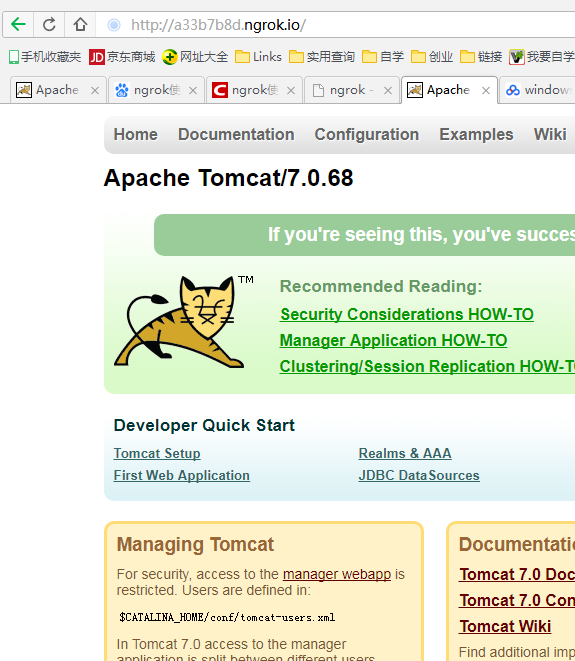 http://a33b7b8d.ngrok.io/
手机收藏夹 JD 京东商城 网址大全 Links 实用查询 自学 创业 链接 我要自学
Apache ngrok使 C ngrok使 ngrok - Apache window
Home Documentation Configuration Examples Wiki
Apache Tomcat/7.0.68
If you're seeing this, you've succes
TM
Recommended Reading:
Security Considerations HOW-TO
Manager Application HOW-TO
Clustering/Session Replication HOW-TO
Developer Quick Start
Tomcat Setup Realms & AAA
First Web Application JDBC DataSources
Managing Tomcat
For security, access to the manager webapp is
restricted. Users are defined in:
$CATALINA_HOME/conf/tomcat-users.xml
In Tomcat 7.0 access to the manager
application is split between different users.
Documentatio
Tomcat 7.0 Doc
Tomcat 7.0 Con
Tomcat Wiki
Find additional imp